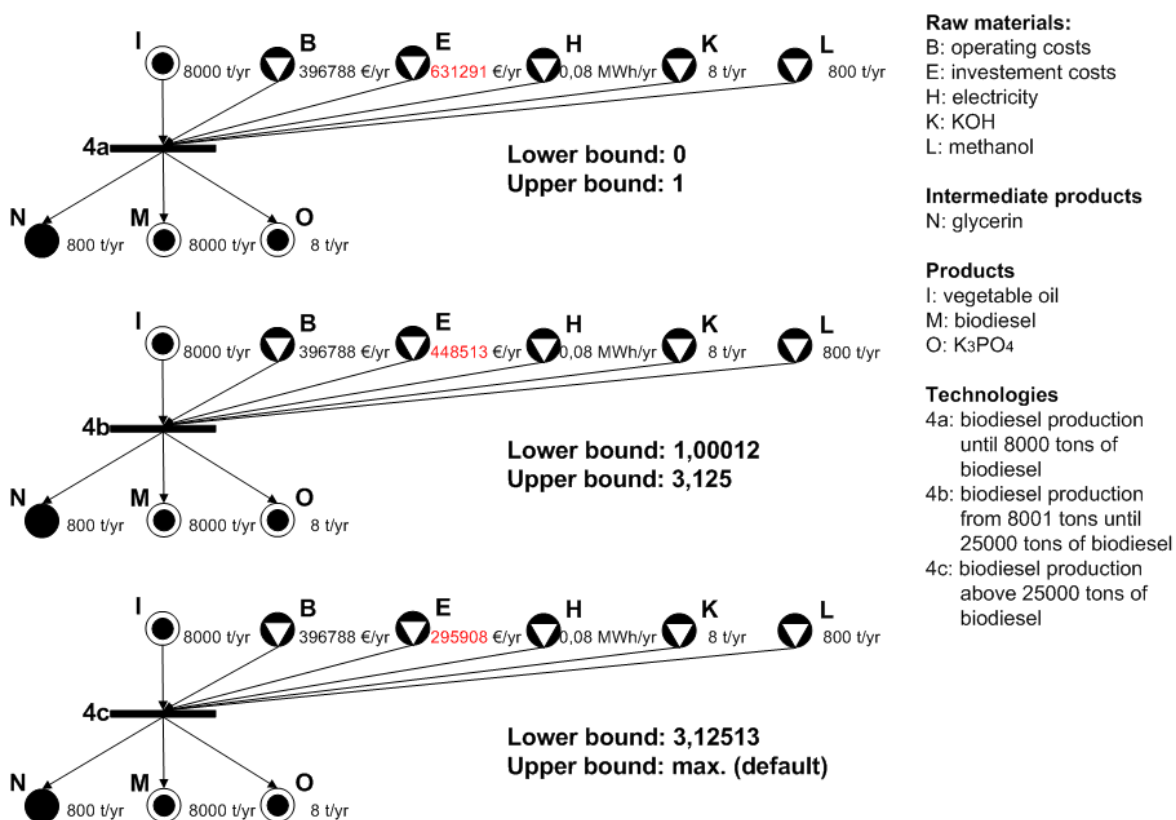 I B E H K L
8000 t/yr 396788 €/yr 631291 €/yr 0,08 MWh/yr 8 t/yr 800 t/yr
4a
Lower bound: 0
Upper bound: 1
N M O
800 t/yr 8000 t/yr 8 t/yr
I B E H K L
8000 t/yr 396788 €/yr 448513 €/yr 0,08 MWh/yr 8 t/yr 800 t/yr
4b
Lower bound: 1,00012
Upper bound: 3,125
N M O
800 t/yr 8000 t/yr 8 t/yr
I B E H K L
8000 t/yr 396788 €/yr 295908 €/yr 0,08 MWh/yr 8 t/yr 800 t/yr
4c
Lower bound: 3,12513
Upper bound: max. (default)
N M O
800 t/yr 8000 t/yr 8 t/yr
Raw materials:
B: operating costs
E: investement costs
H: electricity
K: KOH
L: methanol
Intermediate products
N: glycerin
Products
I: vegetable oil
M: biodiesel
O: K3PO4
Technologies
4a: biodiesel production
until 8000 tons of
biodiesel
4b: biodiesel production
from 8001 tons until
25000 tons of biodiesel
4c: biodiesel production
above 25000 tons of
biodiesel